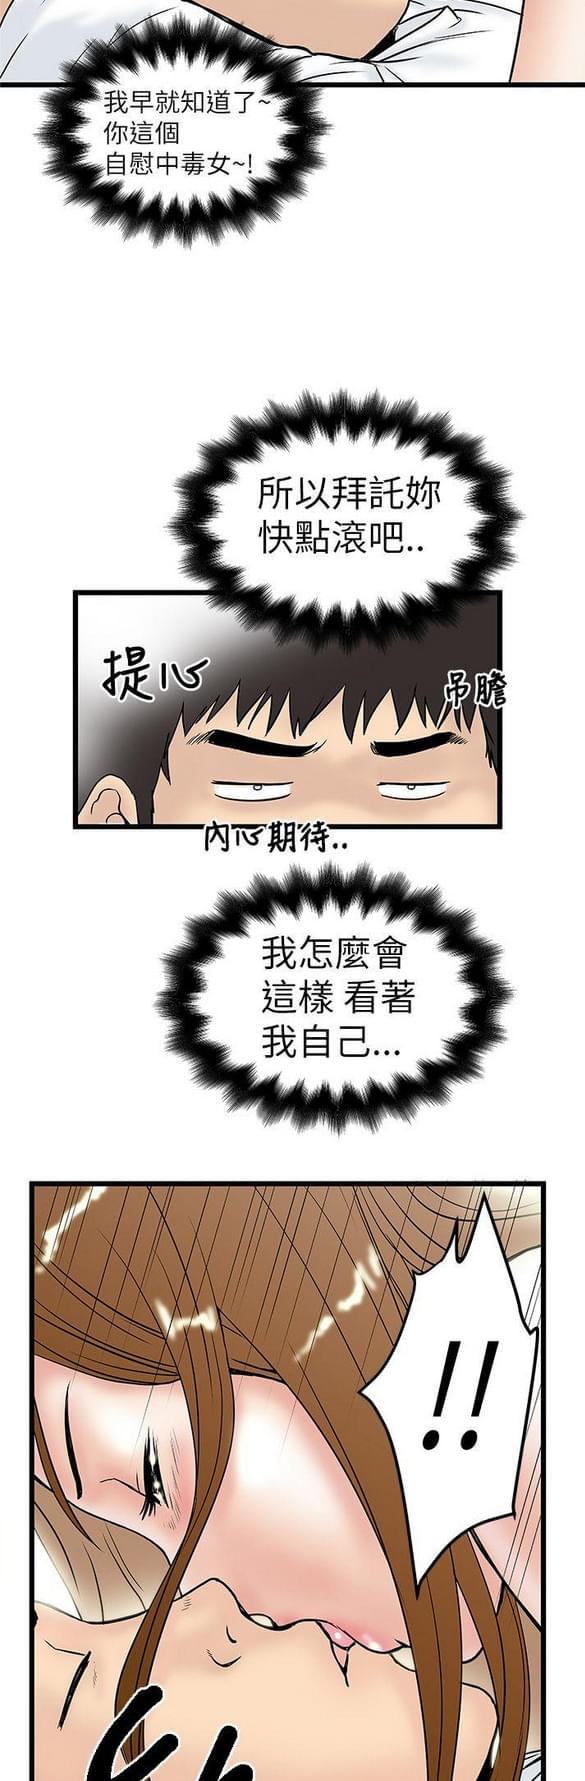 我早就知道了~
你這個
自慰中毒女~!
所以拜託妳
快點滾吧..
提心
吊膽
內心期待..
我怎麼會
這樣 看著
我自己...
!!